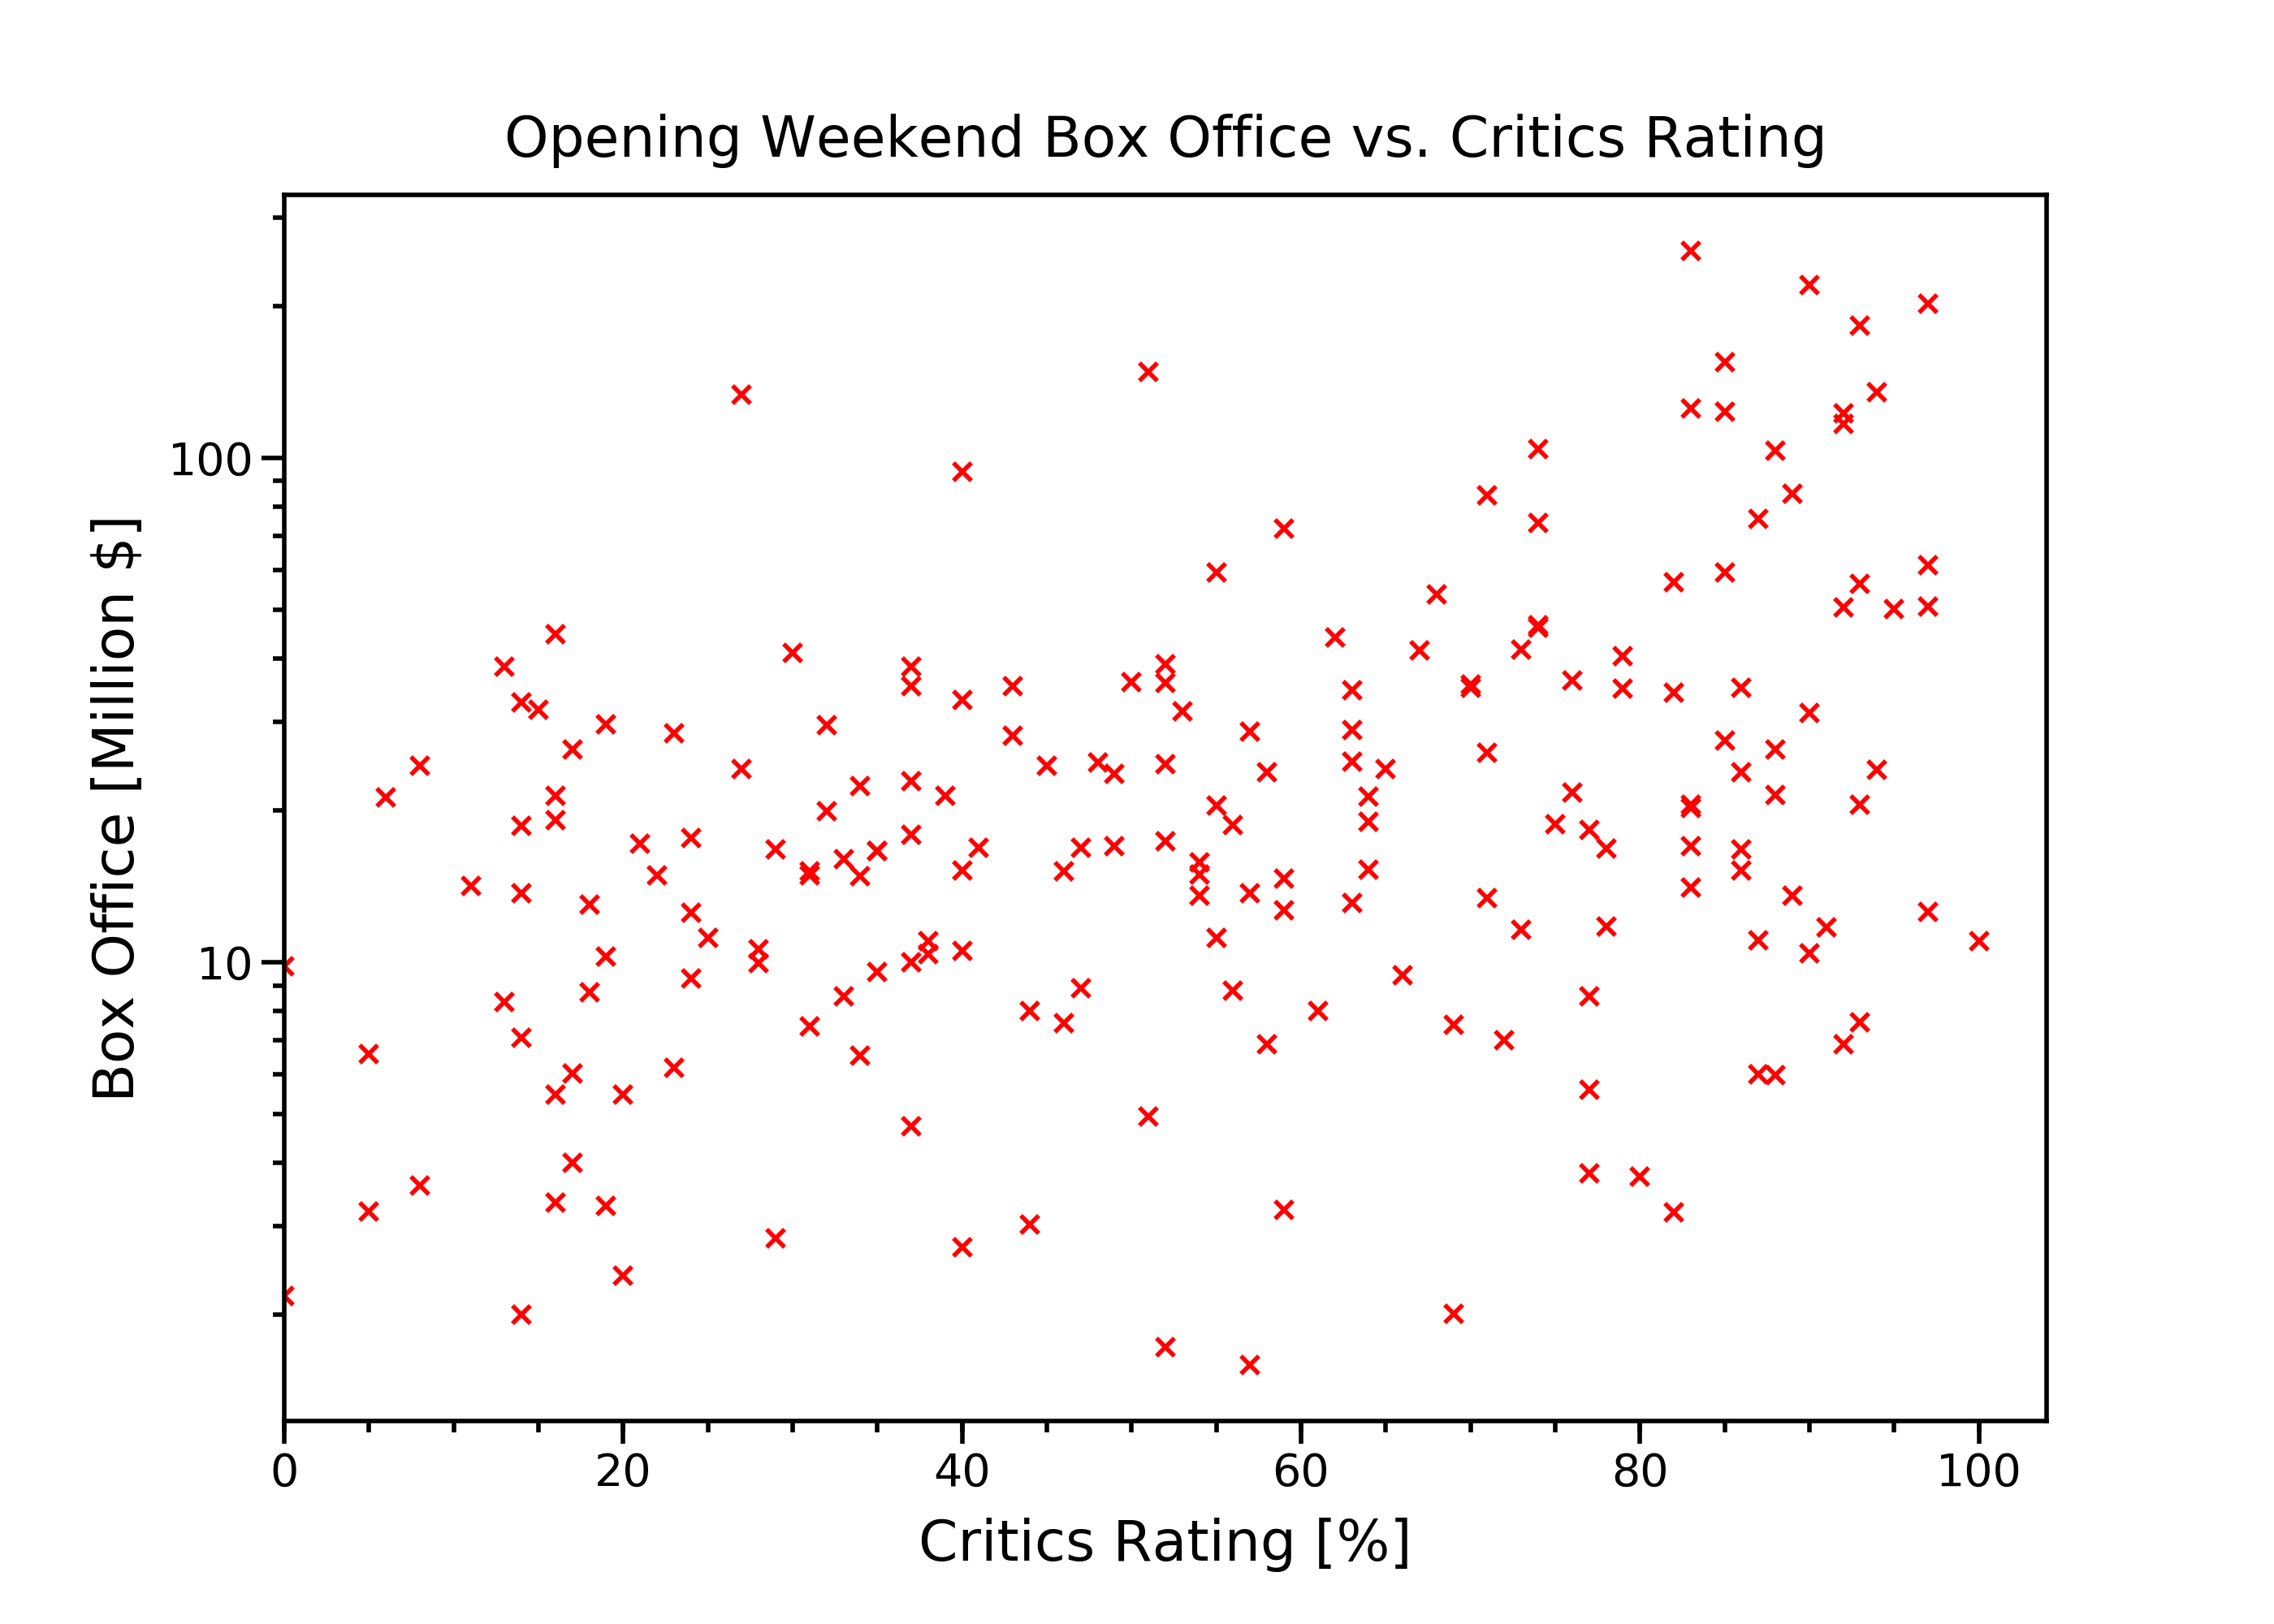 Opening Weekend Box Office vs. Critics Rating
Box Office [Million $]
100
10
0 20 40 60 80 100
Critics Rating [%]